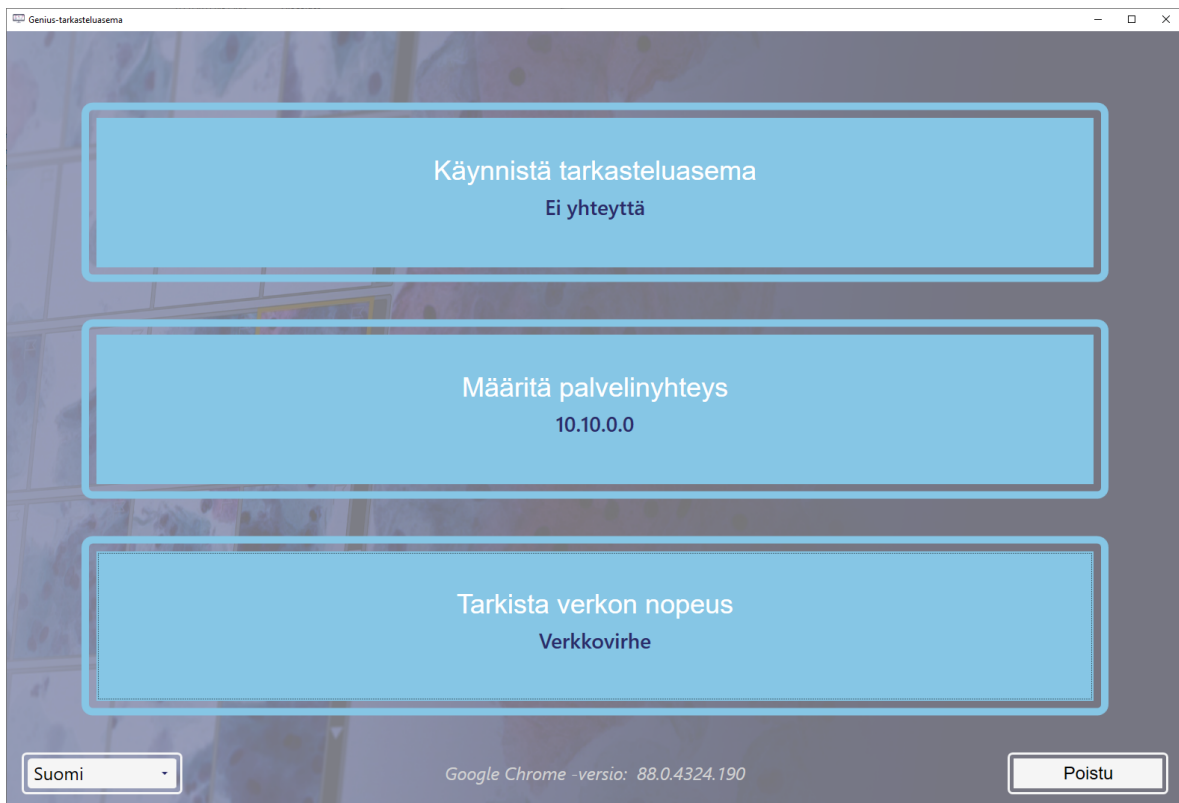 Genius-tarkasteluasema
Käynnistä tarkasteluasema
Ei yhteyttä
Määritä palvelinyhteys
10.10.0.0
Tarkista verkon nopeus
Verkkovirhe
Suomi
Google Chrome -versio: 88.0.4324.190
Poistu